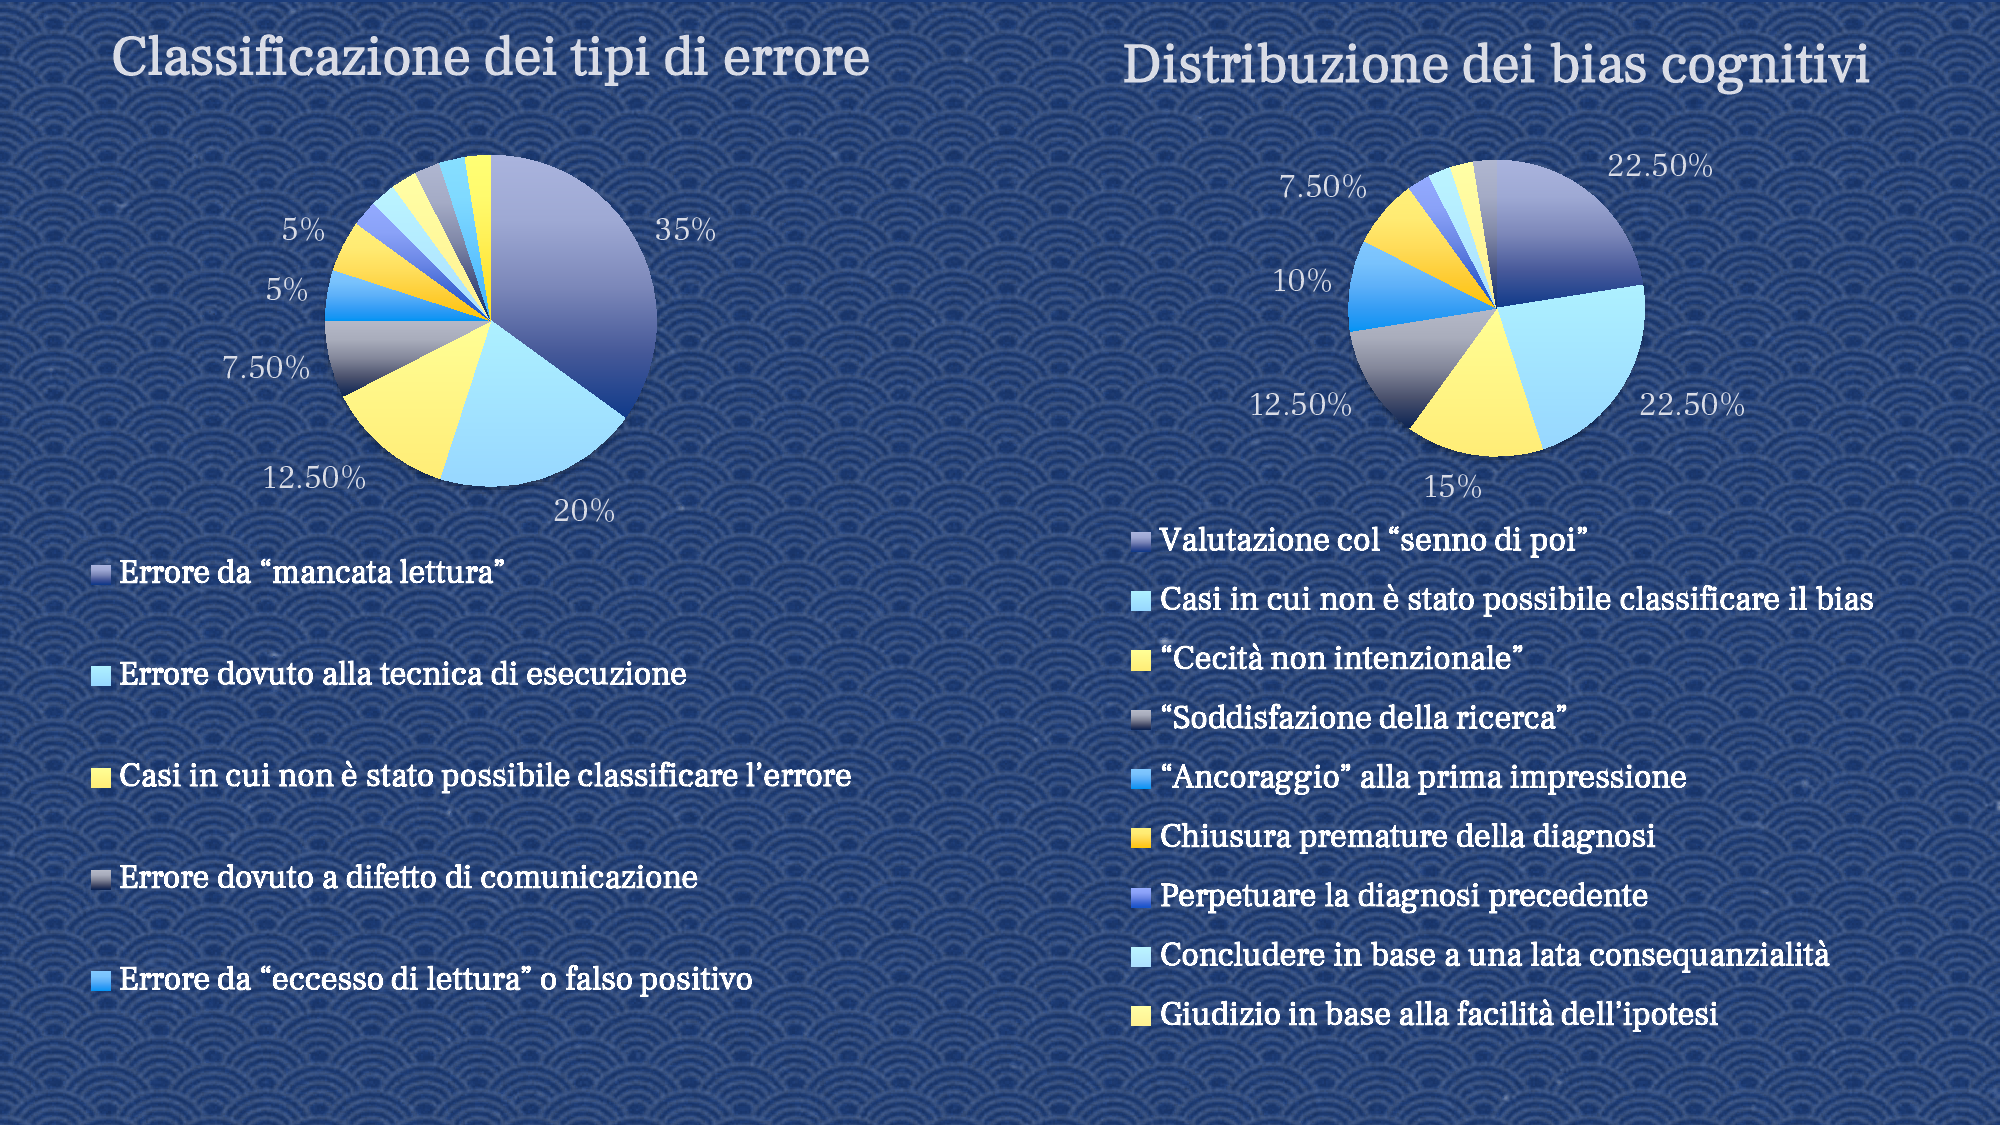 Classificazione dei tipi di errore
35%
20%
12.50%
7.50%
5%
5%
Errore da “mancata lettura”
Errore dovuto alla tecnica di esecuzione
Casi in cui non è stato possibile classificare l’errore
Errore dovuto a difetto di comunicazione
Errore da “eccesso di lettura” o falso positivo
Distribuzione dei bias cognitivi
22.50%
22.50%
15%
12.50%
10%
7.50%
Valutazione col “senno di poi”
Casi in cui non è stato possibile classificare il bias
“Cecità non intenzionale”
“Soddisfazione della ricerca”
“Ancoraggio” alla prima impressione
Chiusura premature della diagnosi
Perpetuare la diagnosi precedente
Concludere in base a una lata consequanzialità
Giudizio in base alla facilità dell’ipotesi